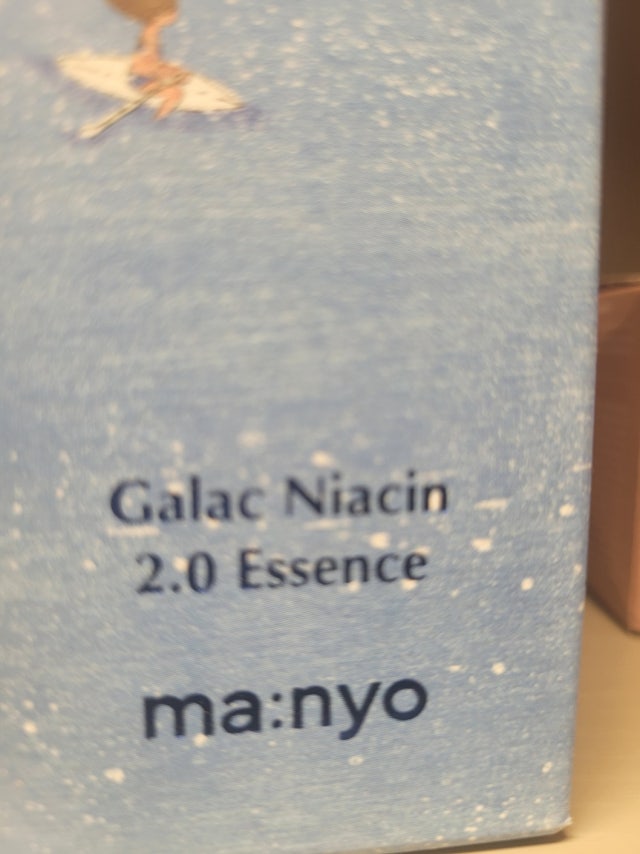 Galac Niacin
2.0 Essence
ma:nyo